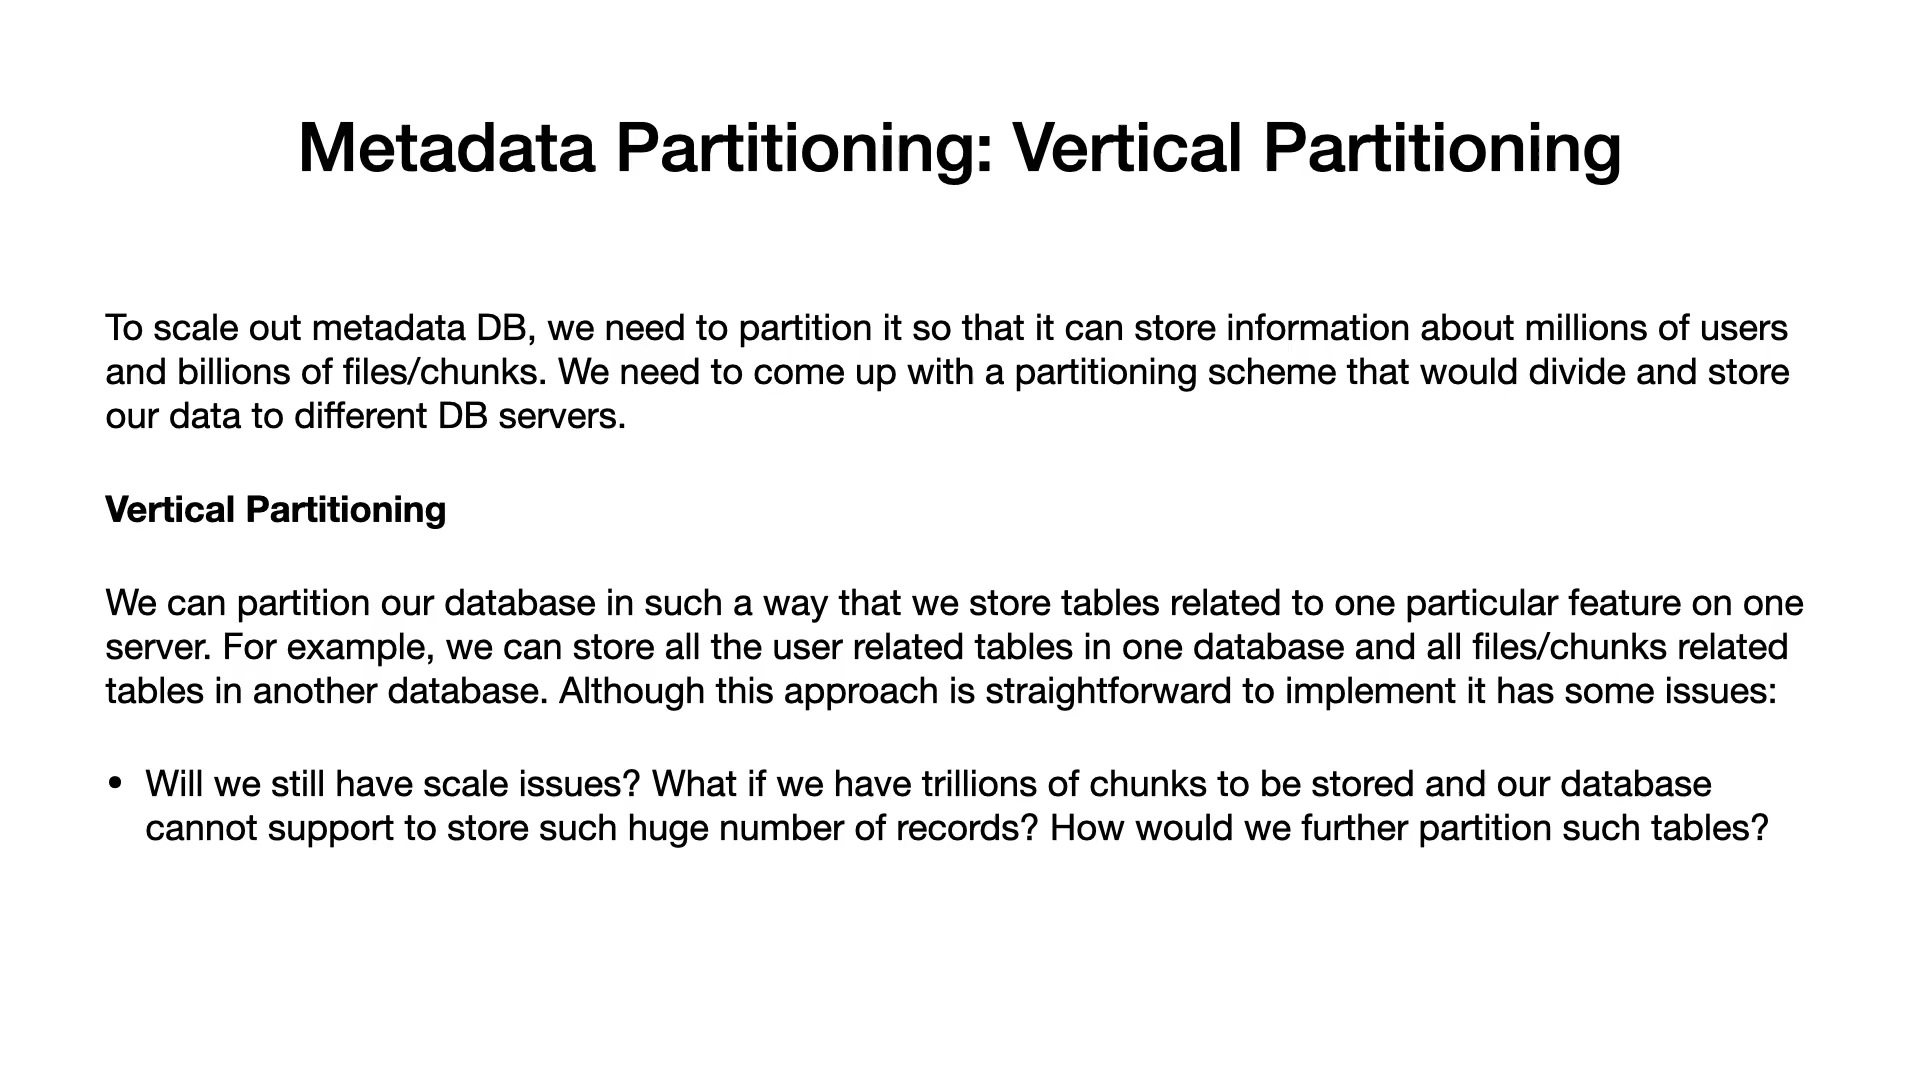 Metadata Partitioning: Vertical Partitioning
To scale out metadata DB, we need to partition it so that it can store information about millions of users
and billions of files/chunks. We need to come up with a partitioning scheme that would divide and store
our data to different DB servers.
Vertical Partitioning
We can partition our database in such a way that we store tables related to one particular feature on one
server. For example, we can store all the user related tables in one database and all files/chunks related
tables in another database. Although this approach is straightforward to implement it has some issues:
• Will we still have scale issues? What if we have trillions of chunks to be stored and our database
cannot support to store such huge number of records? How would we further partition such tables?